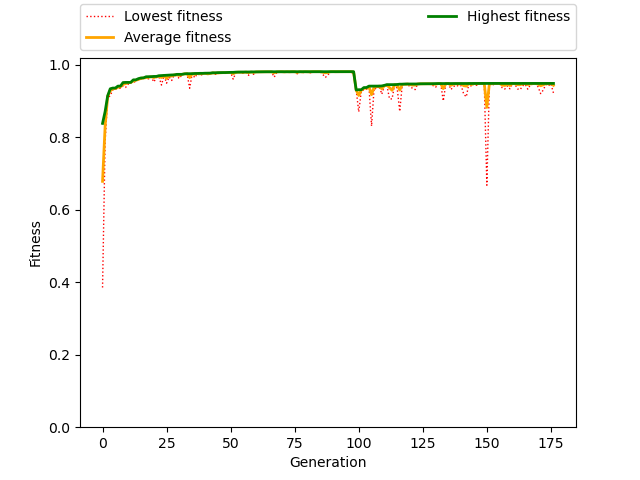 Lowest fitness
Average fitness
Highest fitness
1.0
0.8
0.6
0.4
0.2
0.0
Fitness
0 25 50 75 100 125 150 175
Generation